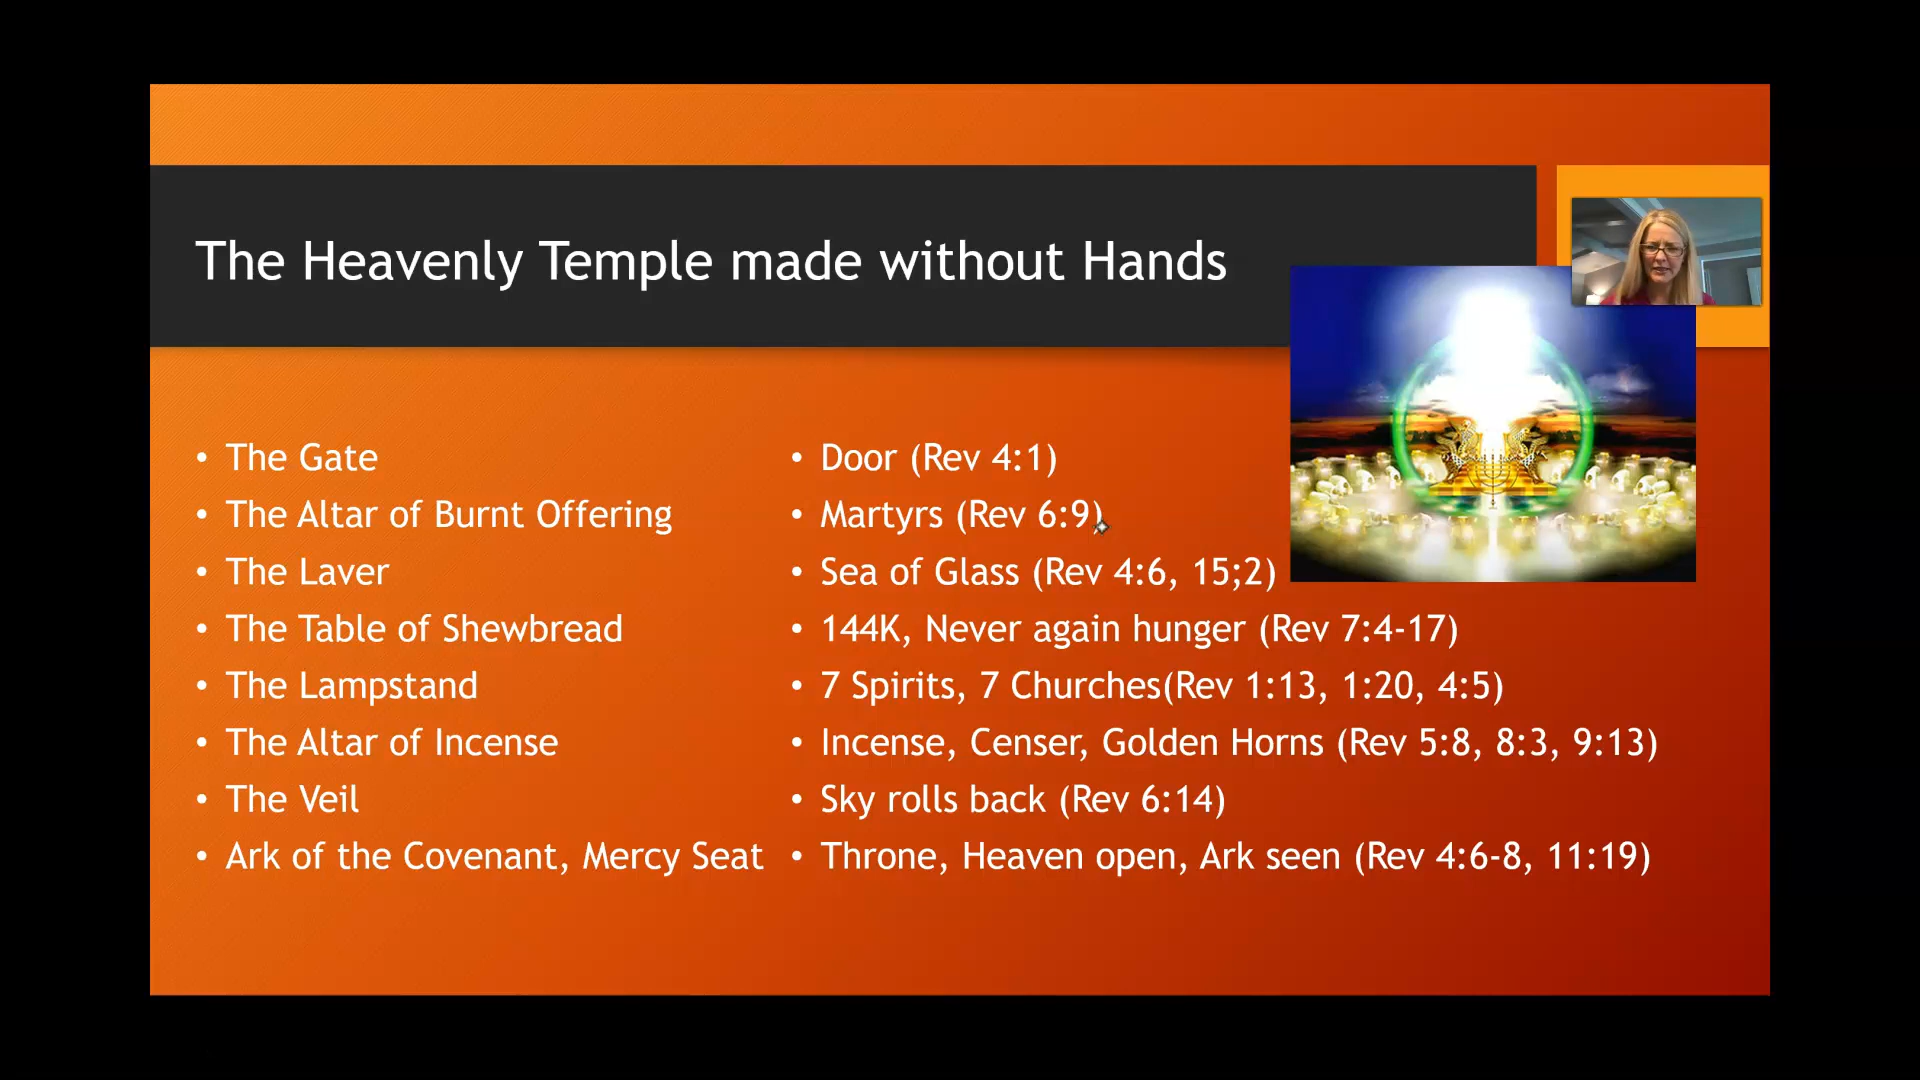 The Heavenly Temple made without Hands
• The Gate
• The Altar of Burnt Offering
• The Laver
• The Table of Shewbread
• The Lampstand
• The Altar of Incense
• The Veil
• Ark of the Covenant, Mercy Seat
• Door (Rev 4:1)
• Martyrs (Rev 6:9)
• Sea of Glass (Rev 4:6, 15;2)
• 144K, Never again hunger (Rev 7:4-17)
• 7 Spirits, 7 Churches(Rev 1:13, 1:20, 4:5)
• Incense, Censer, Golden Horns (Rev 5:8, 8:3, 9:13)
• Sky rolls back (Rev 6:14)
• Throne, Heaven open, Ark seen (Rev 4:6-8, 11:19)